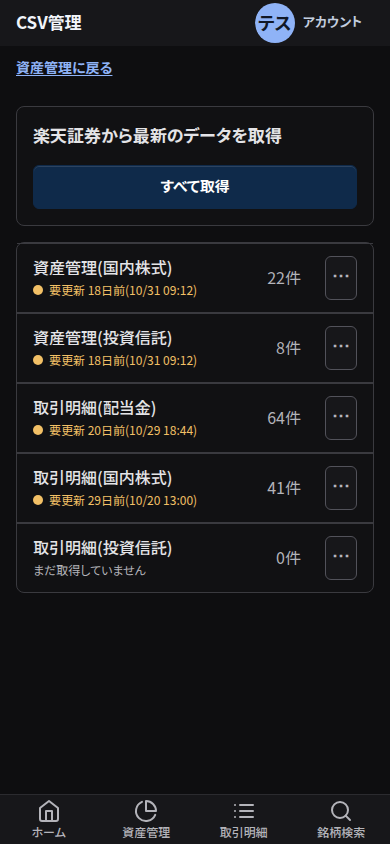 CSV管理
テス アカウント
資産管理に戻る
楽天証券から最新のデータを取得
すべて取得
資産管理(国内株式)
要更新 18日前(10/31 09:12)
22件
資産管理(投資信託)
要更新 18日前(10/31 09:12)
8件
取引明細(配当金)
要更新 20日前(10/29 18:44)
64件
取引明細(国内株式)
要更新 29日前(10/20 13:00)
41件
取引明細(投資信託)
まだ取得していません
0件
ホーム 資産管理 取引明細 銘柄検索